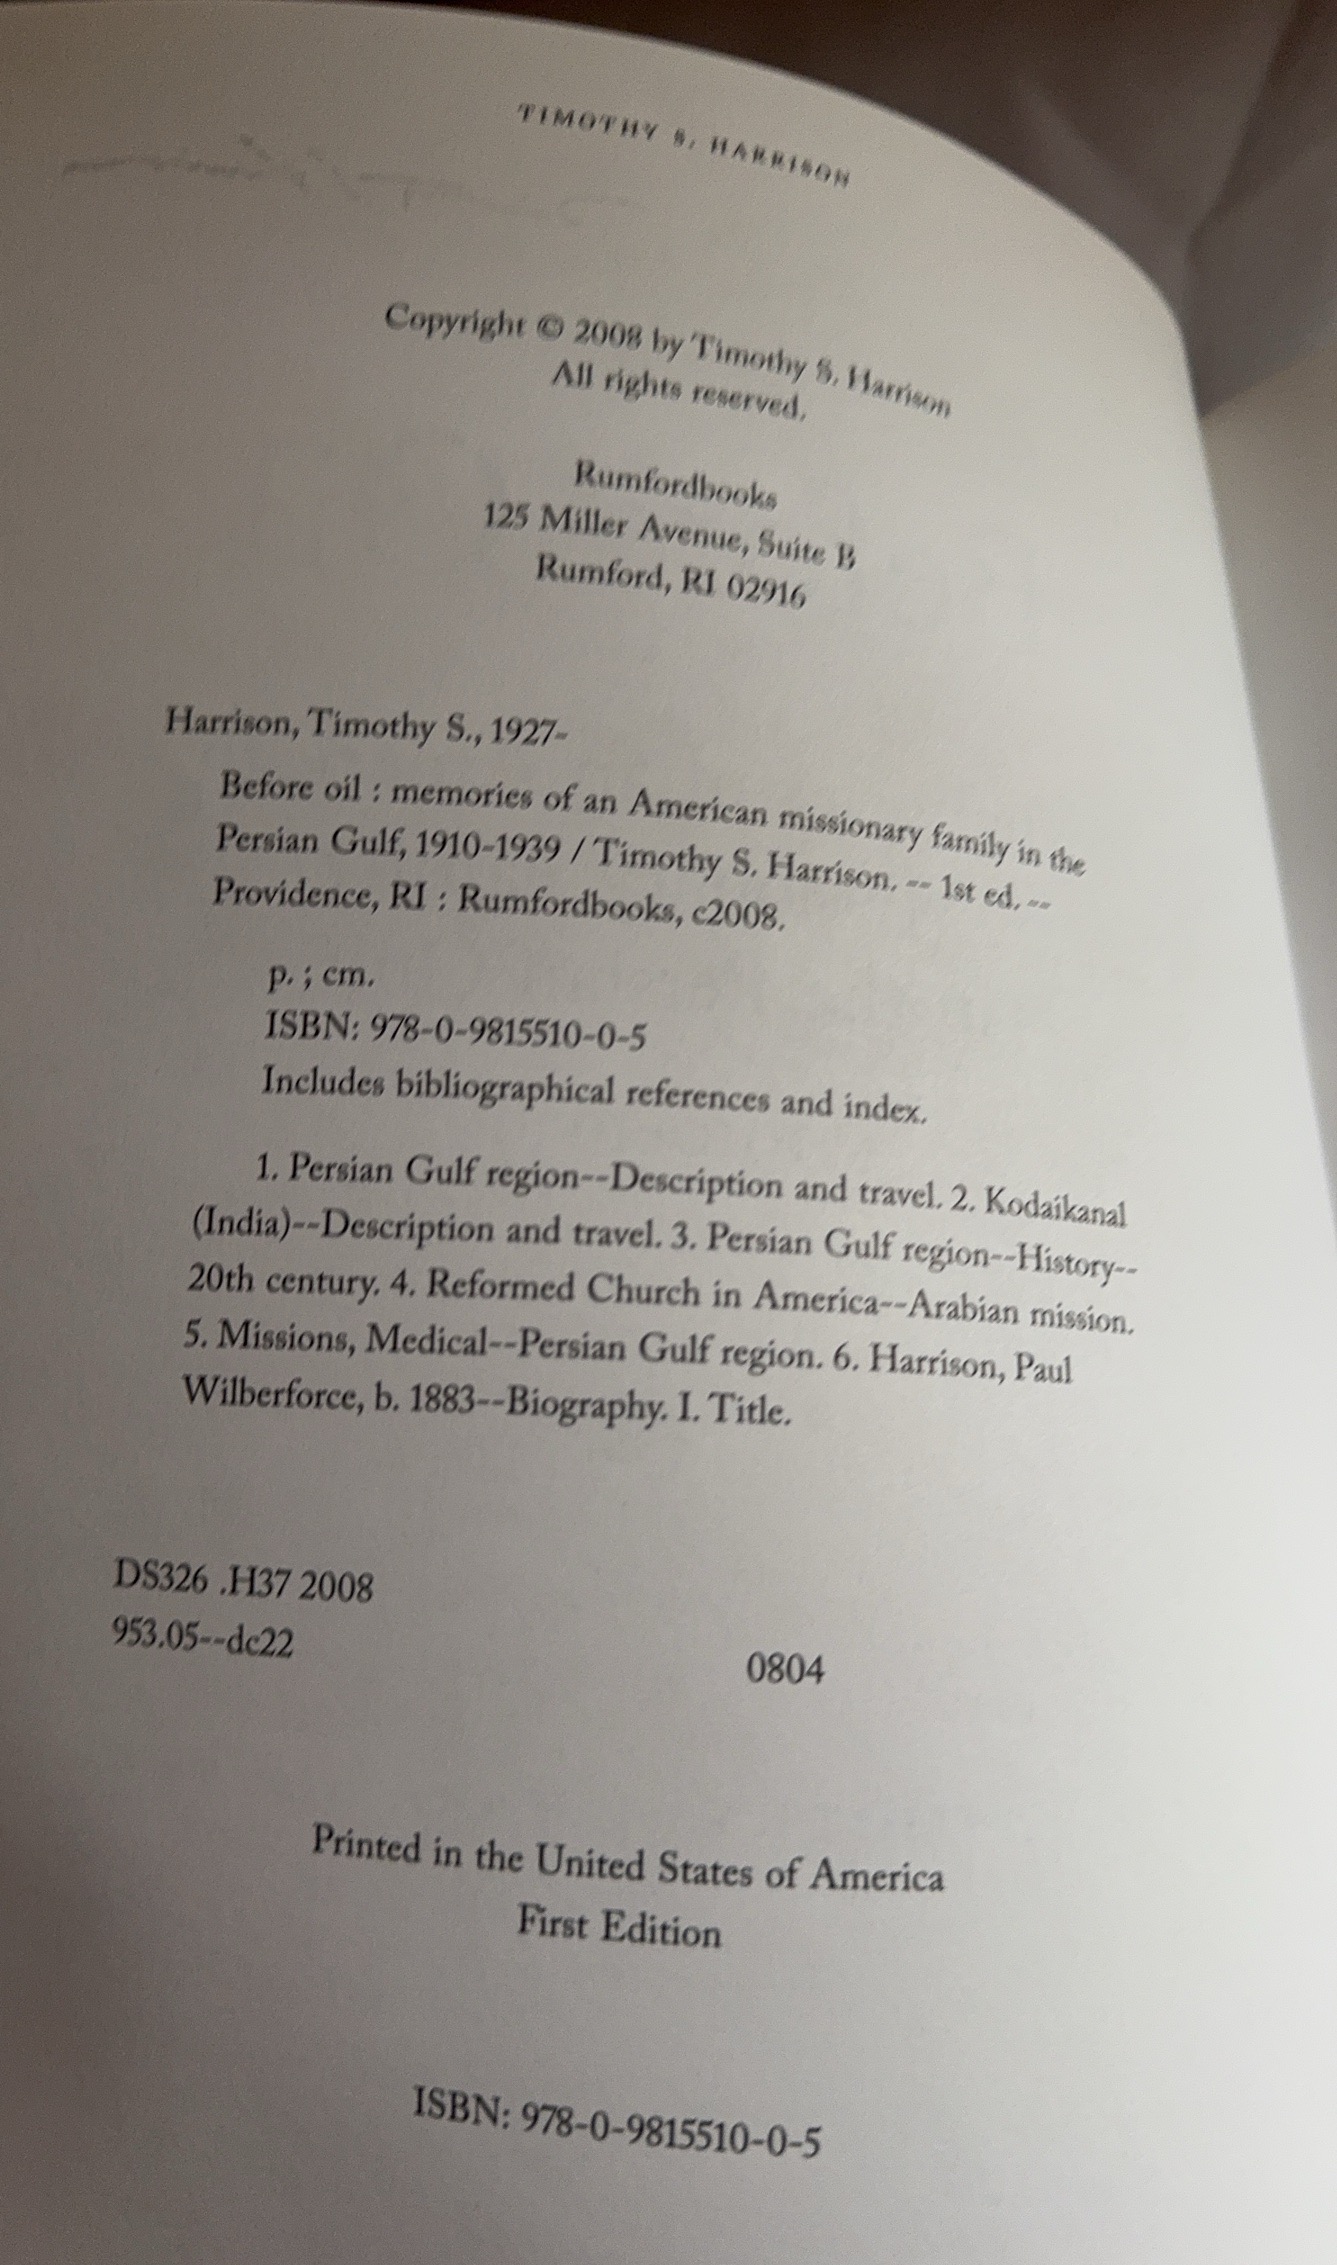 TIMOTHY S. HARRISON
Copyright © 2008 by Timothy S. Harrison
All rights reserved.
Rumfordbooks
125 Miller Avenue, Suite B
Rumford, RI 02916
Harrison, Timothy S., 1927-
Before oil : memories of an American missionary family in the
Persian Gulf, 1910-1939 / Timothy S. Harrison. -- 1st ed. --
Providence, RI : Rumfordbooks, c2008.
p. ; cm.
ISBN: 978-0-9815510-0-5
Includes bibliographical references and index.
1. Persian Gulf region--Description and travel. 2. Kodaikanal
(India)--Description and travel. 3. Persian Gulf region--History--
20th century. 4. Reformed Church in America--Arabian mission.
5. Missions, Medical--Persian Gulf region. 6. Harrison, Paul
Wilberforce, b. 1883--Biography. I. Title.
DS326 .H37 2008
953.05--dc22
0804
Printed in the United States of America
First Edition
ISBN: 978-0-9815510-0-5